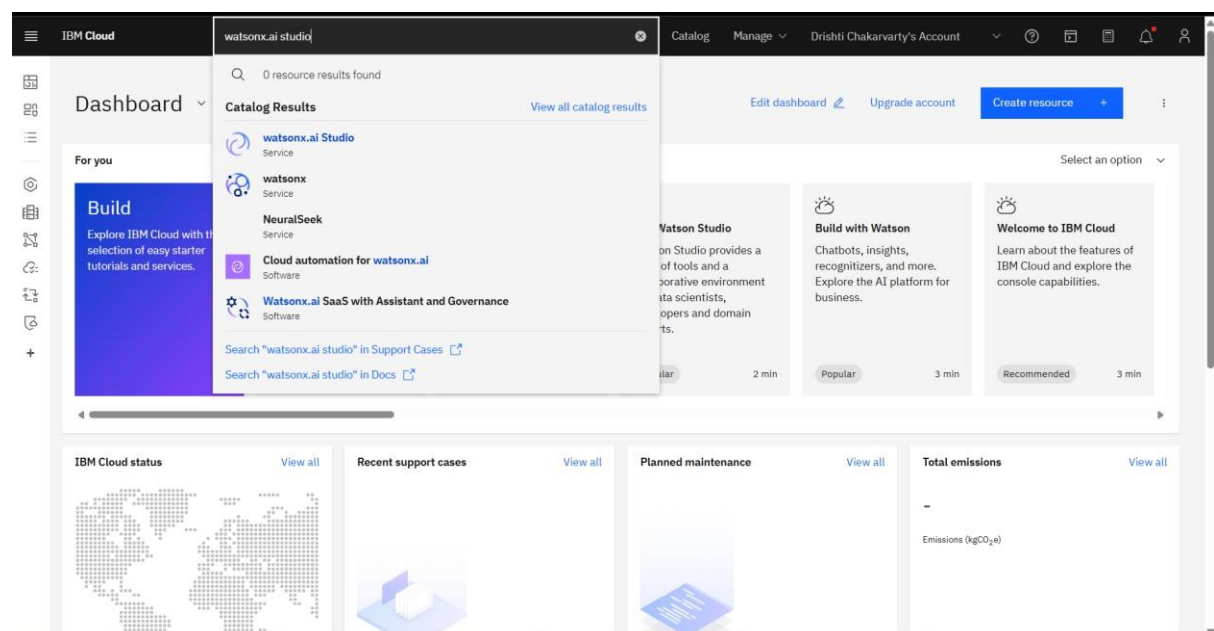 IBM Cloud
watsonx.ai studio
Catalog
Manage
Drishti Chakarvarty's Account
0 resource results found
Catalog Results
View all catalog results
watsonx.ai Studio
Service
watsonx
Service
NeuralSeek
Service
Cloud automation for watsonx.ai
Software
Watsonx.ai SaaS with Assistant and Governance
Software
Search "watsonx.ai studio" in Support Cases
Search "watsonx.ai studio" in Docs
Dashboard
Edit dashboard
Upgrade account
Create resource +
For you
Select an option
Build
Explore IBM Cloud with
selection of easy starter
tutorials and services.
Watson Studio
on Studio provides a
of tools and a
environment
scientists,
and domain
2 min
Build with Watson
Chatbots, insights,
recognitizers, and more.
Explore the AI platform for
business.
Popular
3 min
Welcome to IBM Cloud
Learn about the features of
IBM Cloud and explore the
console capabilities.
Recommended
3 min
IBM Cloud status
View all
Recent support cases
View all
Planned maintenance
View all
Total emissions
View all
-
Emissions (kgCO₂e)